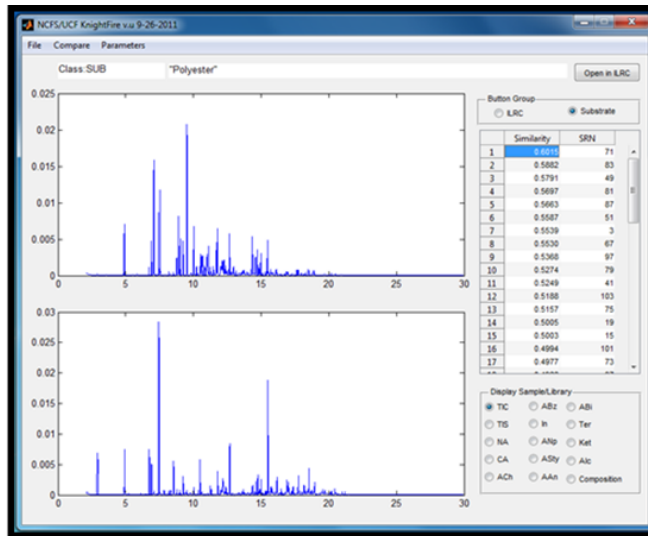 NCFS/UCF KnightFire v.u 9-26-2011
File Compare Parameters
Class:SUB "Polyester" Open in ILRC
0.025
0.02
0.015
0.01
0.005
0
0 5 10 15 20 25 30
0.03
0.025
0.02
0.015
0.01
0.005
0
0 5 10 15 20 25 30
Button Group
ILRC Substrate
Similarity SRN
1 0.6015 71
2 0.5882 83
3 0.5791 49
4 0.5697 81
5 0.5663 87
6 0.5587 51
7 0.5539 3
8 0.5530 67
9 0.5368 97
10 0.5274 79
11 0.5249 41
12 0.5188 103
13 0.5157 75
14 0.5005 19
15 0.5003 15
16 0.4994 101
17 0.4977 73
Display Sample/Library
TIC ABz ABi
TIS In Ter
NA ANp Ket
CA ASty Alc
ACh AAn Composition